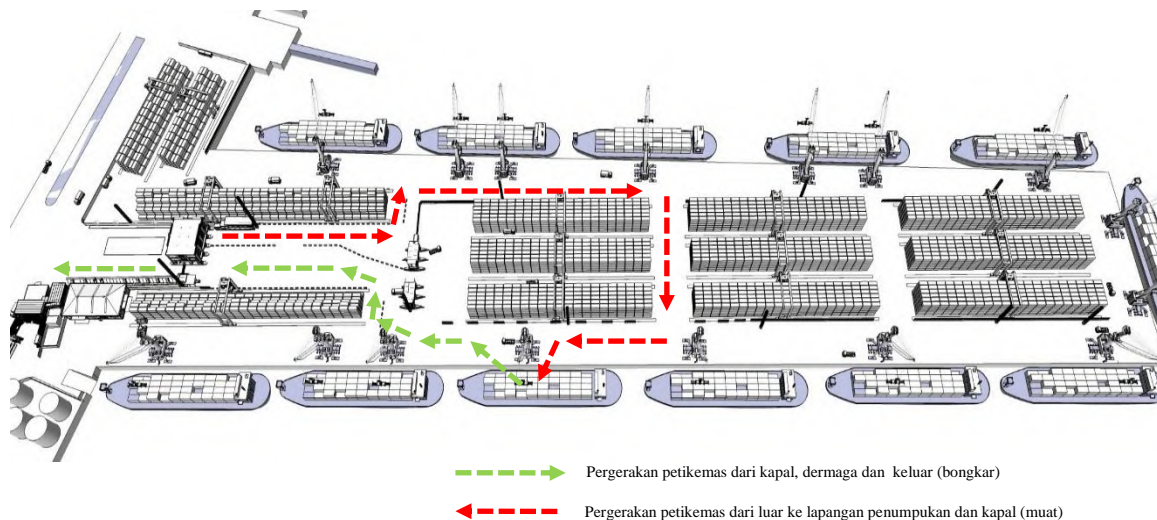 Pergerakan petikemas dari kapal, dermaga dan keluar (bongkar)
Pergerakan petikemas dari luar ke lapangan penumpukan dan kapal (muat)